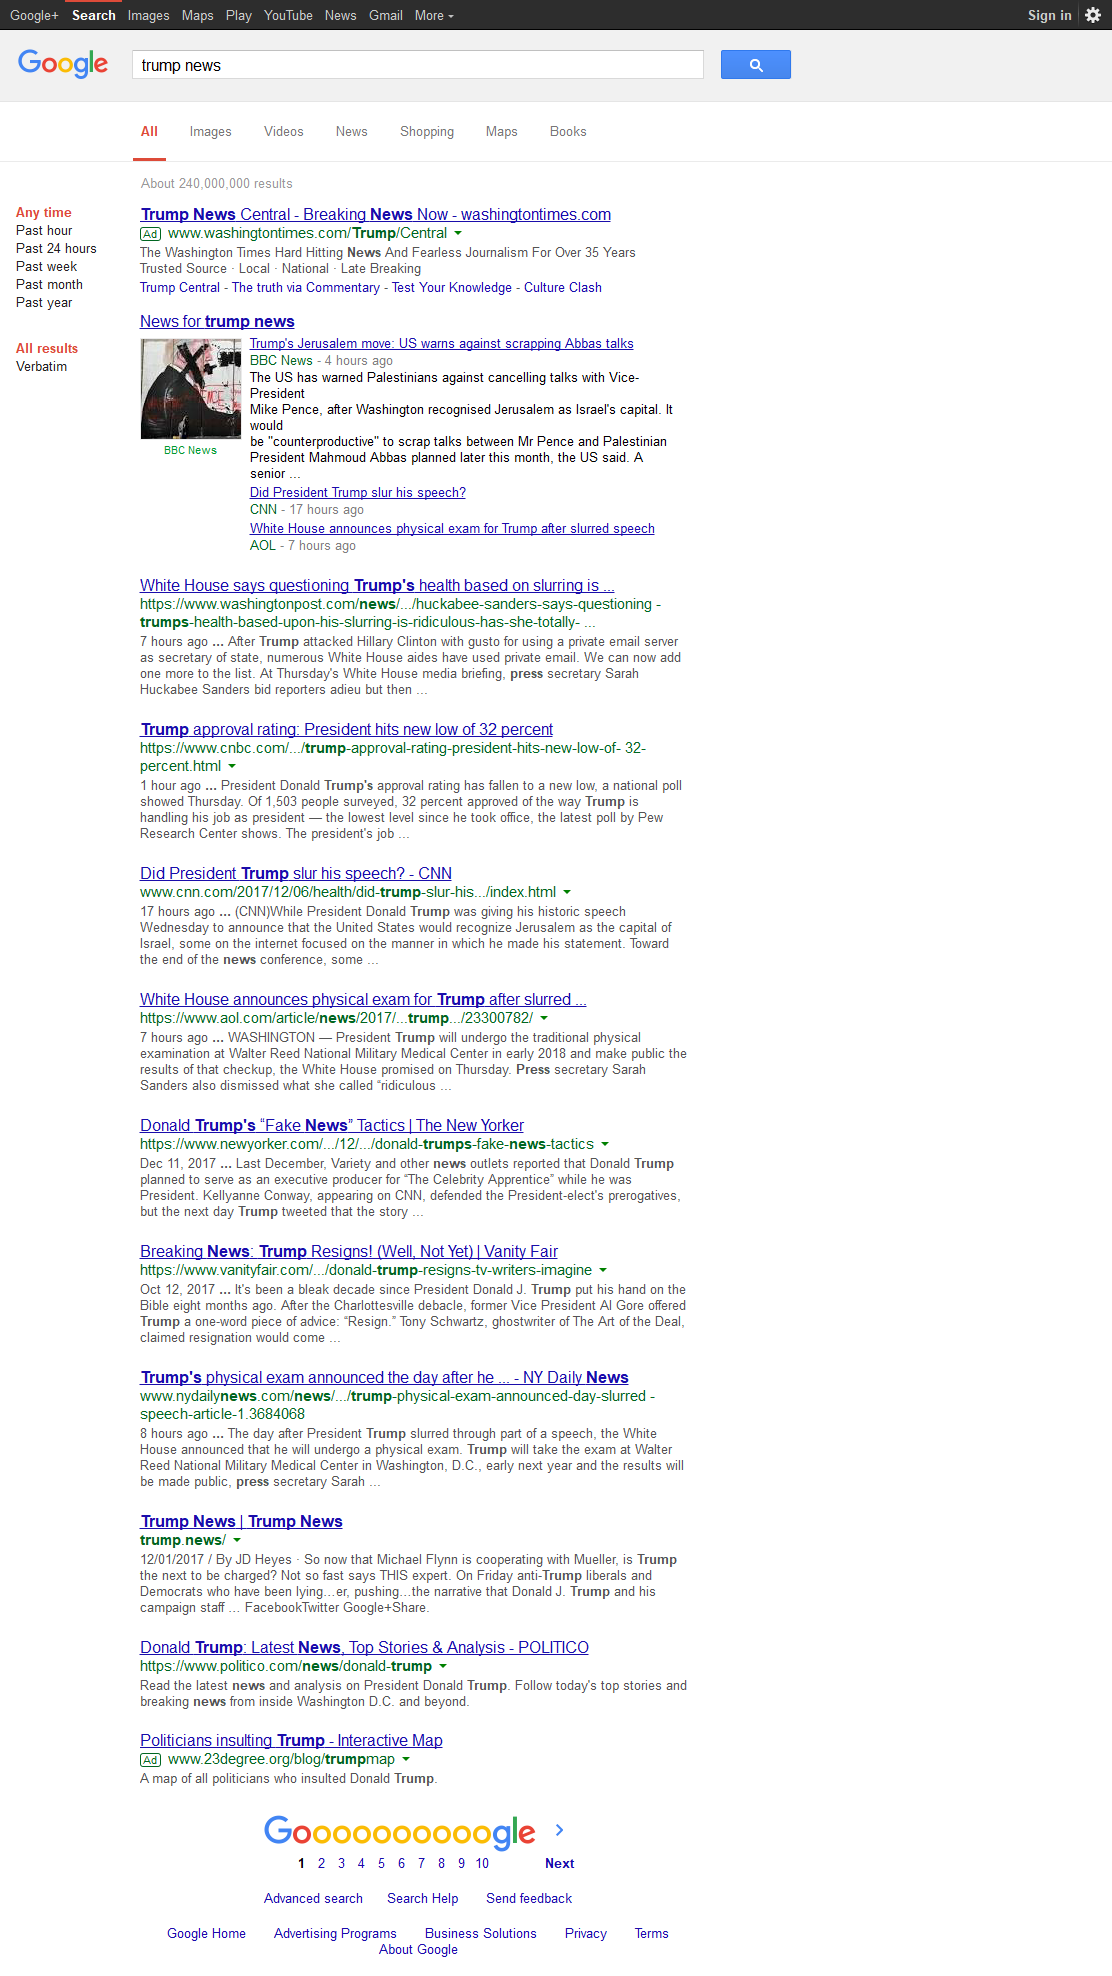 Google+ Search Images Maps Play YouTube News Gmail More Sign in
Google trump news
All Images Videos News Shopping Maps Books
About 240,000,000 results
Any time
Past hour
Past 24 hours
Past week
Past month
Past year
All results
Verbatim
Trump News Central - Breaking News Now - washingtontimes.com
Ad www.washingtontimes.com/Trump/Central
The Washington Times Hard Hitting News And Fearless Journalism For Over 35 Years
Trusted Source · Local · National · Late Breaking
Trump Central - The truth via Commentary - Test Your Knowledge - Culture Clash
News for trump news
BBC News
Trump's Jerusalem move: US warns against scrapping Abbas talks
BBC News - 4 hours ago
The US has warned Palestinians against cancelling talks with Vice-
President
Mike Pence, after Washington recognised Jerusalem as Israel's capital. It
would
be "counterproductive" to scrap talks between Mr Pence and Palestinian
President Mahmoud Abbas planned later this month, the US said. A
senior ...
Did President Trump slur his speech?
CNN - 17 hours ago
White House announces physical exam for Trump after slurred speech
AOL - 7 hours ago
White House says questioning Trump's health based on slurring is ...
https://www.washingtonpost.com/news/.../huckabee-sanders-says-questioning -
trumps-health-based-upon-his-slurring-is-ridiculous-has-she-totally- ...
7 hours ago ... After Trump attacked Hillary Clinton with gusto for using a private email server
as secretary of state, numerous White House aides have used private email. We can now add
one more to the list. At Thursday's White House media briefing, press secretary Sarah
Huckabee Sanders bid reporters adieu but then ...
Trump approval rating: President hits new low of 32 percent
https://www.cnbc.com/.../trump-approval-rating-president-hits-new-low-of- 32-
percent.html
1 hour ago ... President Donald Trump's approval rating has fallen to a new low, a national poll
showed Thursday. Of 1,503 people surveyed, 32 percent approved of the way Trump is
handling his job as president — the lowest level since he took office, the latest poll by Pew
Research Center shows. The president's job ...
Did President Trump slur his speech? - CNN
www.cnn.com/2017/12/06/health/did-trump-slur-his.../index.html
17 hours ago ... (CNN)While President Donald Trump was giving his historic speech
Wednesday to announce that the United States would recognize Jerusalem as the capital of
Israel, some on the internet focused on the manner in which he made his statement. Toward
the end of the news conference, some ...
White House announces physical exam for Trump after slurred ...
https://www.aol.com/article/news/2017/...trump.../23300782/
7 hours ago ... WASHINGTON — President Trump will undergo the traditional physical
examination at Walter Reed National Military Medical Center in early 2018 and make public the
results of that checkup, the White House promised on Thursday. Press secretary Sarah
Sanders also dismissed what she called “ridiculous ...
Donald Trump's “Fake News” Tactics | The New Yorker
https://www.newyorker.com/.../12/.../donald-trumps-fake-news-tactics
Dec 11, 2017 ... Last December, Variety and other news outlets reported that Donald Trump
planned to serve as an executive producer for “The Celebrity Apprentice” while he was
President. Kellyanne Conway, appearing on CNN, defended the President-elect's prerogatives,
but the next day Trump tweeted that the story ...
Breaking News: Trump Resigns! (Well, Not Yet) | Vanity Fair
https://www.vanityfair.com/.../donald-trump-resigns-tv-writers-imagine
Oct 12, 2017 ... It's been a bleak decade since President Donald J. Trump put his hand on the
Bible eight months ago. After the Charlottesville debacle, former Vice President Al Gore offered
Trump a one-word piece of advice: “Resign.” Tony Schwartz, ghostwriter of The Art of the Deal,
claimed resignation would come ...
Trump's physical exam announced the day after he ... - NY Daily News
www.nydailynews.com/news/.../trump-physical-exam-announced-day-slurred -
speech-article-1.3684068
8 hours ago ... The day after President Trump slurred through part of a speech, the White
House announced that he will undergo a physical exam. Trump will take the exam at Walter
Reed National Military Medical Center in Washington, D.C., early next year and the results will
be made public, press secretary Sarah ...
Trump News | Trump News
trump.news/
12/01/2017 / By JD Heyes · So now that Michael Flynn is cooperating with Mueller, is Trump
the next to be charged? Not so fast says THIS expert. On Friday anti-Trump liberals and
Democrats who have been lying…er, pushing…the narrative that Donald J. Trump and his
campaign staff ... FacebookTwitter Google+Share.
Donald Trump: Latest News, Top Stories & Analysis - POLITICO
https://www.politico.com/news/donald-trump
Read the latest news and analysis on President Donald Trump. Follow today's top stories and
breaking news from inside Washington D.C. and beyond.
Politicians insulting Trump - Interactive Map
Ad www.23degree.org/blog/trumpmap
A map of all politicians who insulted Donald Trump.
Goooooooooogle >
1 2 3 4 5 6 7 8 9 10 Next
Advanced search Search Help Send feedback
Google Home Advertising Programs Business Solutions Privacy Terms
About Google